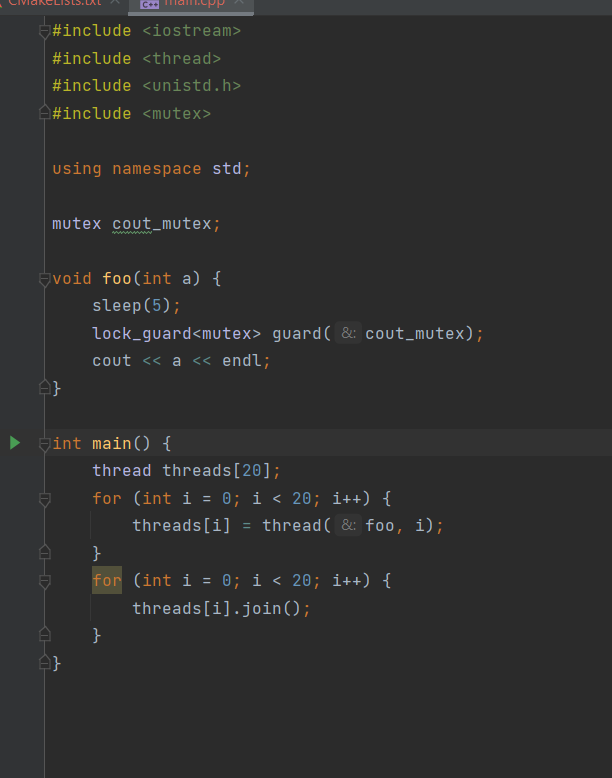 CMakeLists.txt main.cpp
#include <iostream>
#include <thread>
#include <unistd.h>
#include <mutex>
using namespace std;
mutex cout_mutex;
void foo(int a) {
sleep(5);
lock_guard<mutex> guard( &: cout_mutex);
cout << a << endl;
}
int main() {
thread threads[20];
for (int i = 0; i < 20; i++) {
threads[i] = thread( &: foo, i);
}
for (int i = 0; i < 20; i++) {
threads[i].join();
}
}